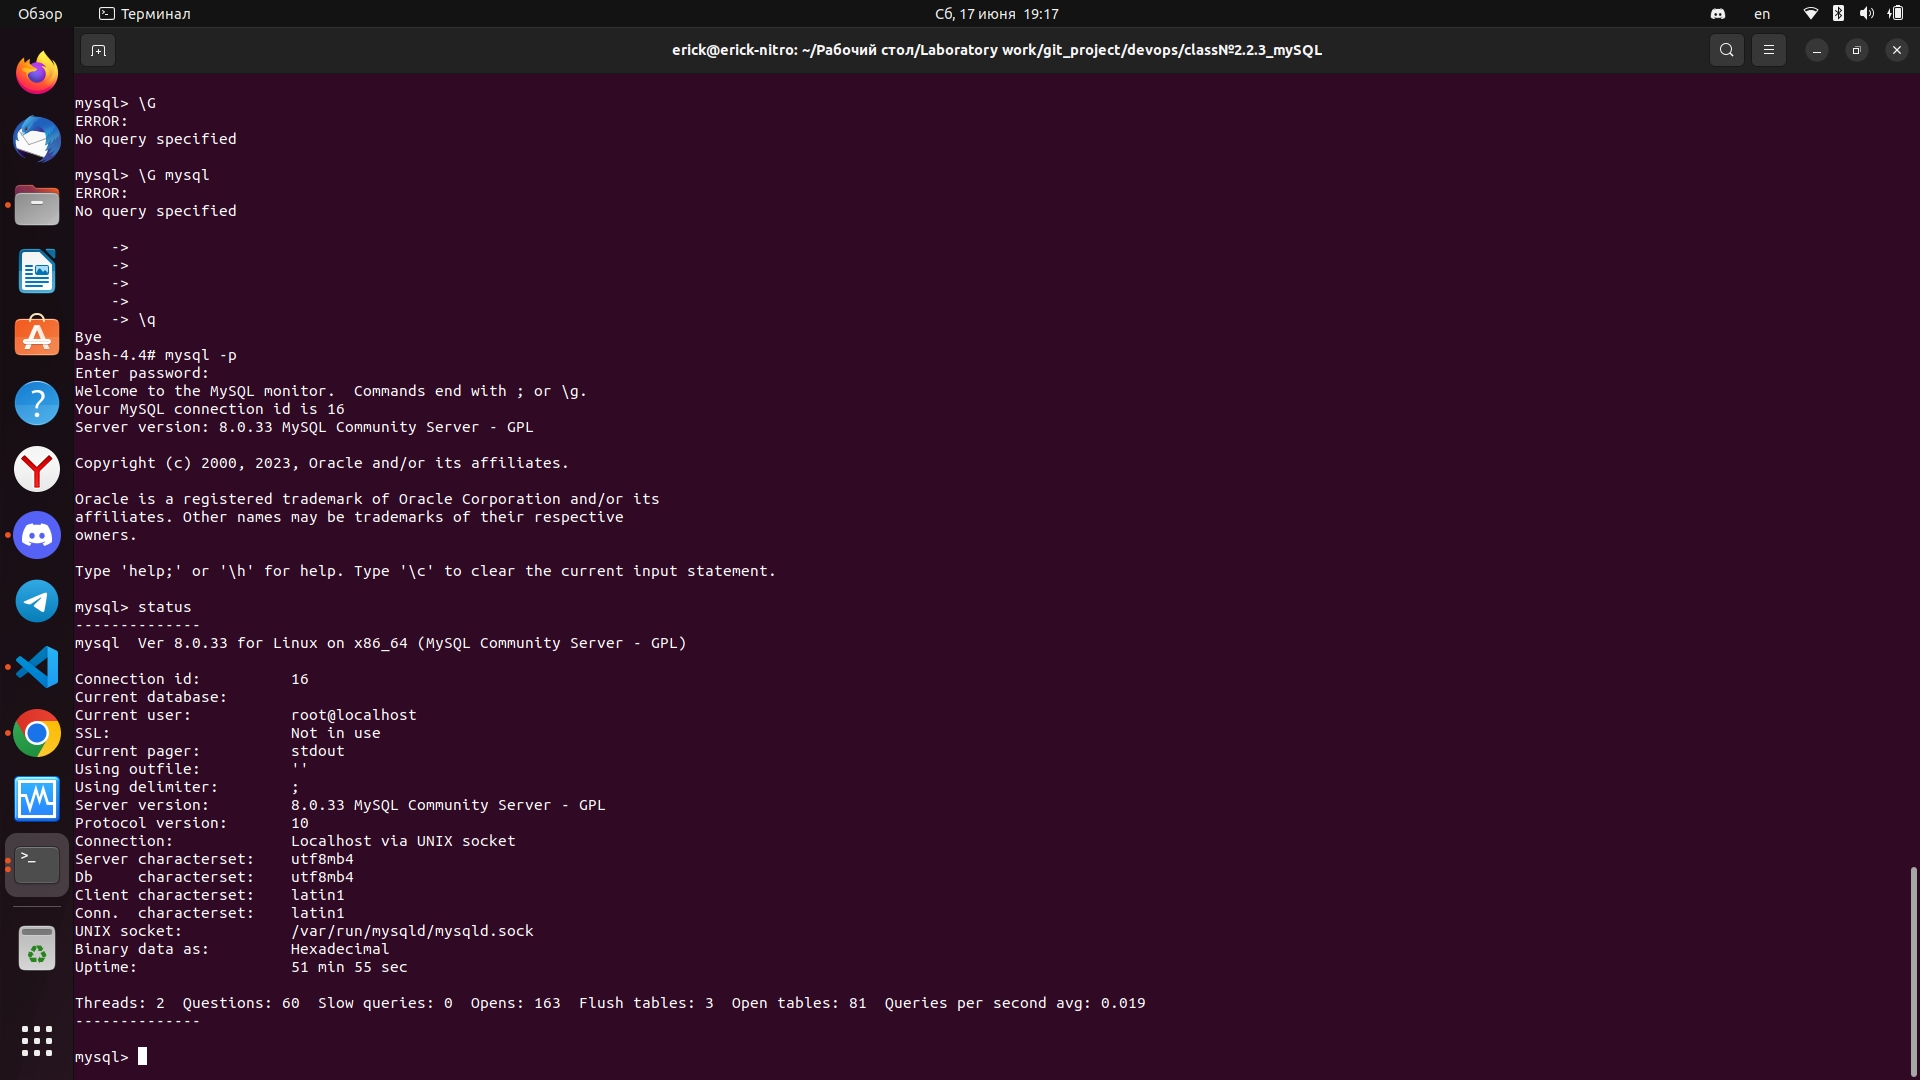 Обзор Терминал Сб, 17 июня 19:17 en
erick@erick-nitro: ~/Рабочий стол/Laboratory work/git_project/devops/class№2.2.3_mySQL
mysql> \G
ERROR:
No query specified
mysql> \G mysql
ERROR:
No query specified
    ->
    ->
    ->
    ->
    -> \q
Bye
bash-4.4# mysql -p
Enter password:
Welcome to the MySQL monitor.  Commands end with ; or \g.
Your MySQL connection id is 16
Server version: 8.0.33 MySQL Community Server - GPL
Copyright (c) 2000, 2023, Oracle and/or its affiliates.
Oracle is a registered trademark of Oracle Corporation and/or its
affiliates. Other names may be trademarks of their respective
owners.
Type 'help;' or '\h' for help. Type '\c' to clear the current input statement.
mysql> status
--------------
mysql  Ver 8.0.33 for Linux on x86_64 (MySQL Community Server - GPL)
Connection id:          16
Current database:
Current user:           root@localhost
SSL:                    Not in use
Current pager:          stdout
Using outfile:          ''
Using delimiter:        ;
Server version:         8.0.33 MySQL Community Server - GPL
Protocol version:       10
Connection:             Localhost via UNIX socket
Server characterset:    utf8mb4
Db     characterset:    utf8mb4
Client characterset:    latin1
Conn.  characterset:    latin1
UNIX socket:            /var/run/mysqld/mysqld.sock
Binary data as:         Hexadecimal
Uptime:                 51 min 55 sec
Threads: 2  Questions: 60  Slow queries: 0  Opens: 163  Flush tables: 3  Open tables: 81  Queries per second avg: 0.019
--------------
mysql>